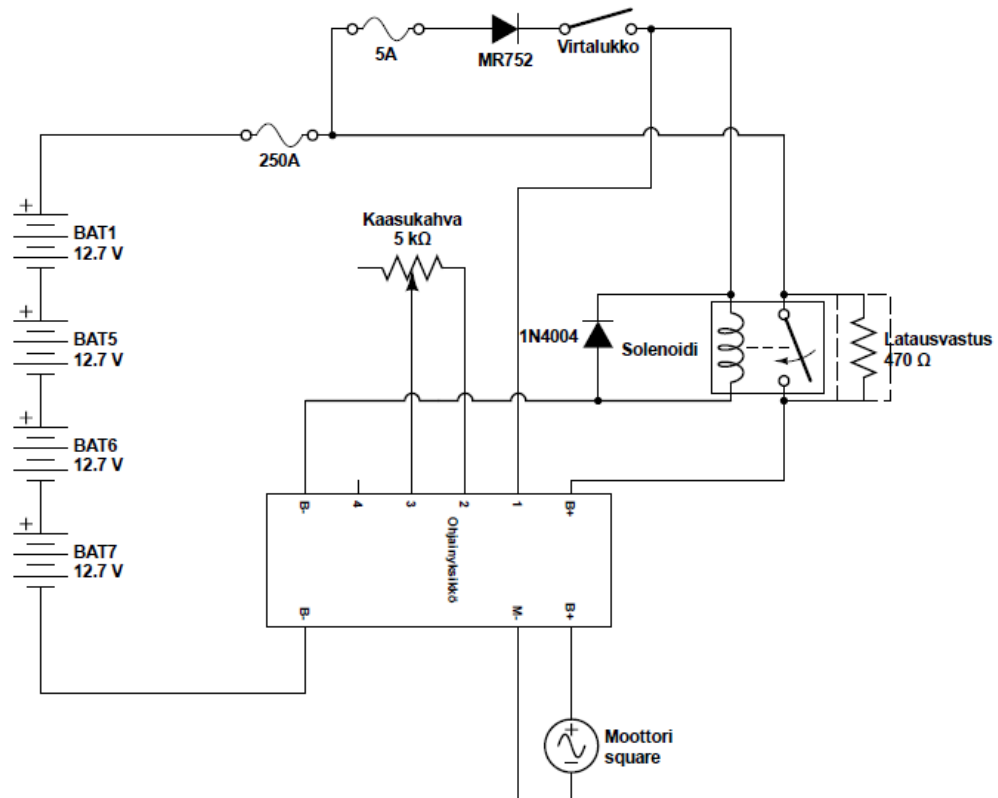 5A
MR752
Virtalukko
250A
+
BAT1
12.7 V
+
BAT5
12.7 V
+
BAT6
12.7 V
+
BAT7
12.7 V
Kaasukahva
5 kΩ
1N4004
Solenoidi
Latausvastus
470 Ω
B-
4
3
2
1
B+
Ohjainyksikkö
B-
M-
B+
+
Moottori
square